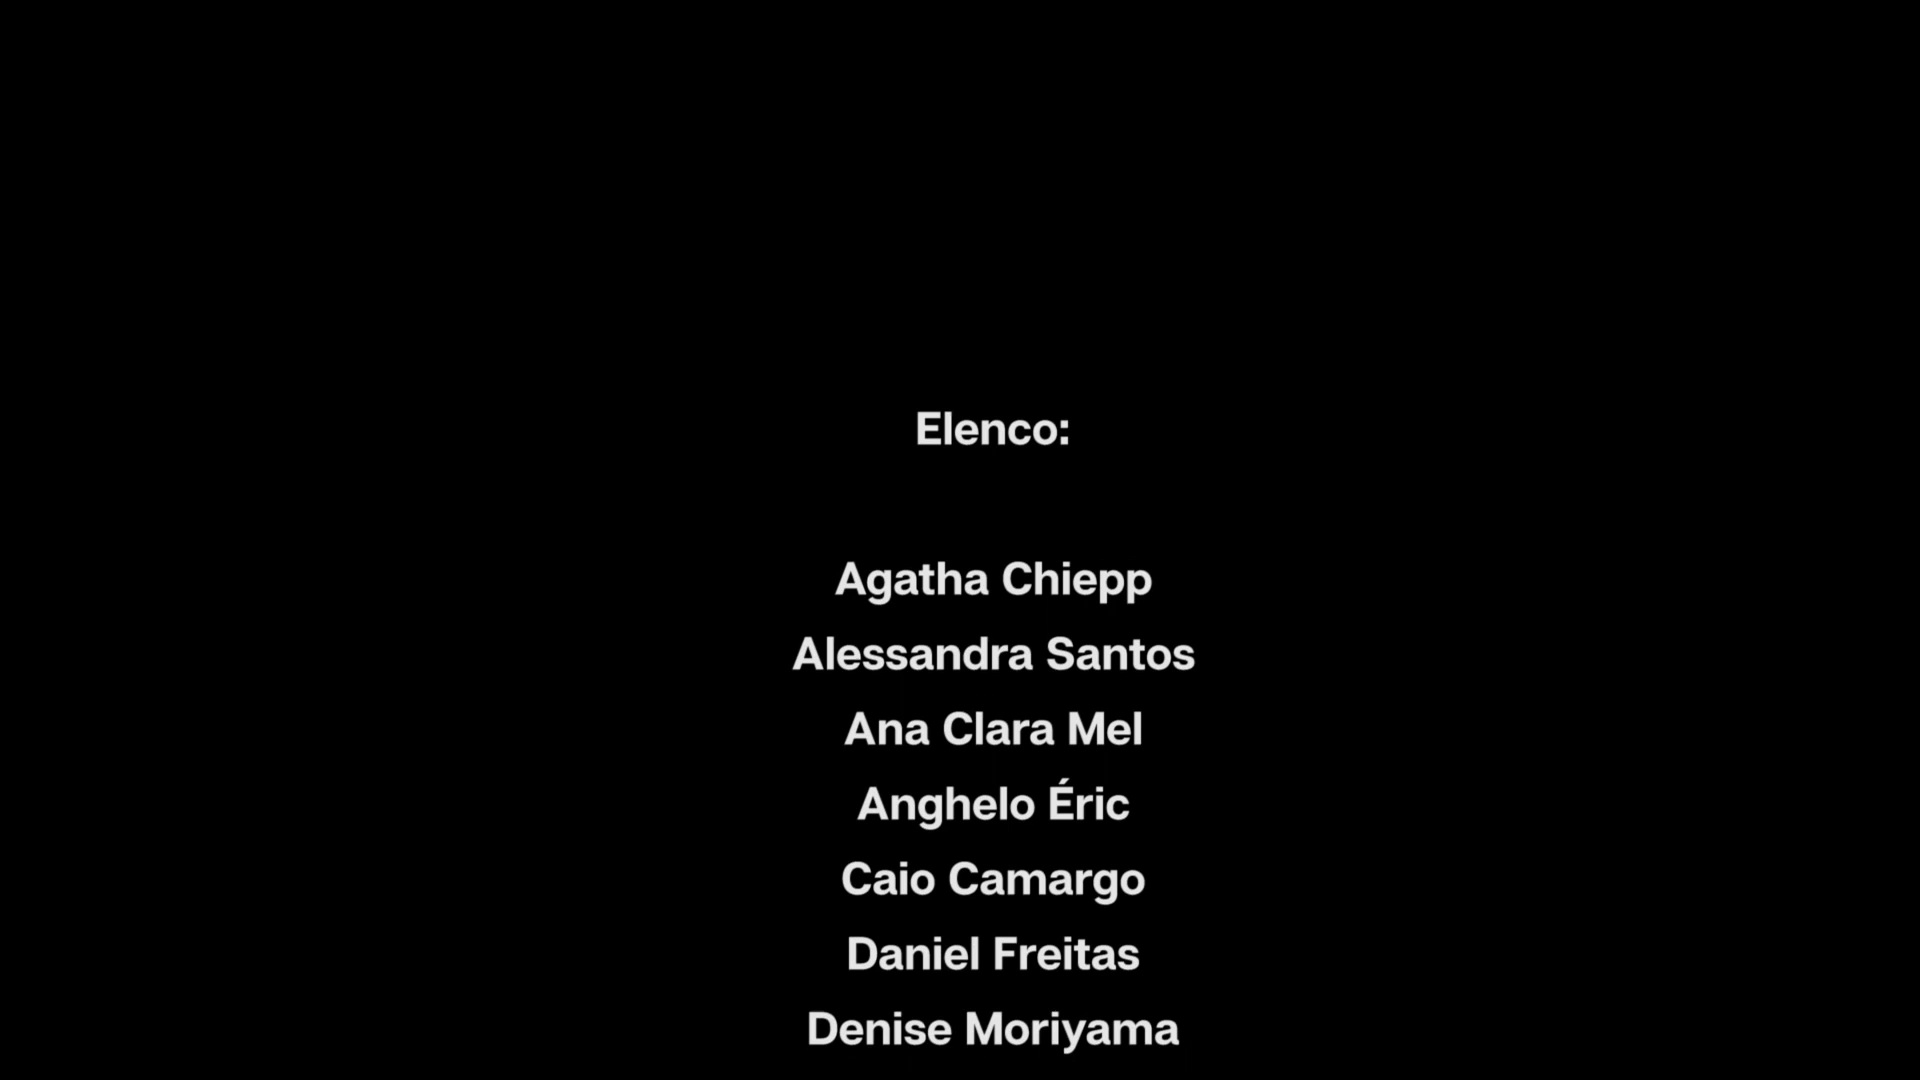 Elenco:
Agatha Chiepp
Alessandra Santos
Ana Clara Mel
Anghelo Éric
Caio Camargo
Daniel Freitas
Denise Moriyama